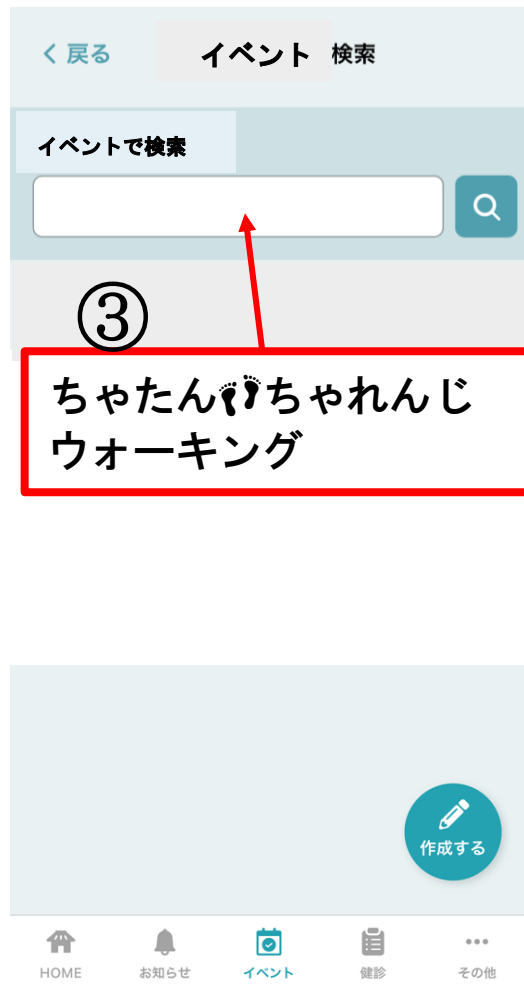 戻る イベント 検索
イベントで検索
③
ちゃたん👣ちゃれんじ
ウォーキング
作成する
HOME お知らせ イベント 健診 その他